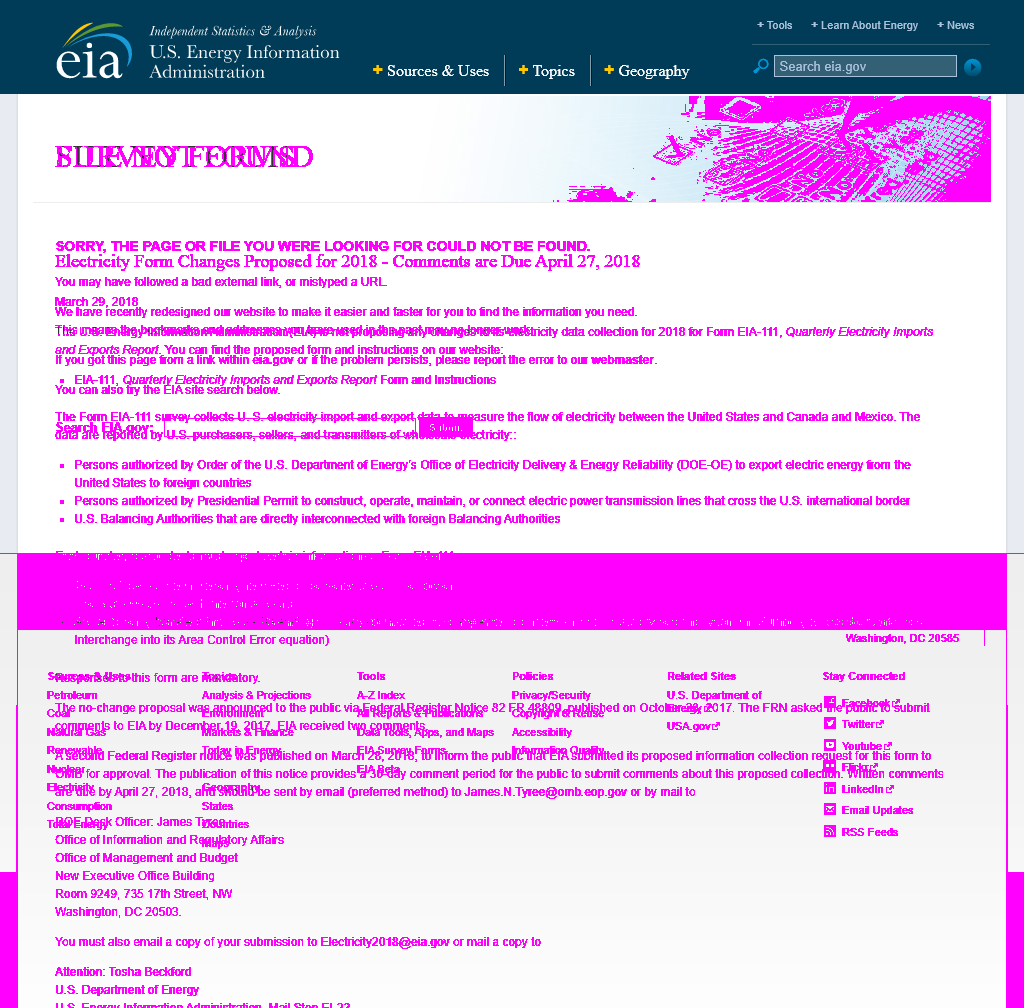 Independent Statistics & Analysis
U.S. Energy Information
Administration
eia
Tools
Learn About Energy
News
Sources & Uses
Topics
Geography
Search eia.gov
SORRY, THE PAGE OR FILE YOU WERE LOOKING FOR COULD NOT BE FOUND.
Electricity Form Changes Proposed for 2018 - Comments are Due April 27, 2018
You may have followed a bad external link, or mistyped a URL.
March 29, 2018
We have recently redesigned our website to make it easier and faster for you to find the information you need.
electricity data collection for 2018 for Form EIA-111, Quarterly Electricity Imports
and Exports Report. You can find the proposed form and instructions on our website:
If you got this page from a link within eia.gov or if the problem persists, please report the error to our webmaster.
EIA-111, Quarterly Electricity Imports and Exports Report Form and Instructions
You can also try the EIA site search below.
The Form EIA-111 survey collects U. S. electricity import and export data to measure the flow of electricity between the United States and Canada and Mexico. The
Search EIA.gov:
Submit
data are reported by U.S. purchasers, sellers, and transmitters of wholesale electricity.:
Persons authorized by Order of the U.S. Department of Energy's Office of Electricity Delivery & Energy Reliability (DOE-OE) to export electric energy from the
United States to foreign countries
Persons authorized by Presidential Permit to construct, operate, maintain, or connect electric power transmission lines that cross the U.S. international border
U.S. Balancing Authorities that are directly interconnected with foreign Balancing Authorities
Interchange into its Area Control Error equation)
Washington, DC 20585
Sources & Uses
Topics
Tools
Policies
Related Sites
Stay Connected
Responses to this form are mandatory.
Petroleum
Analysis & Projections
A-Z Index
Privacy/Security
U.S. Department of
Energy
Coal
Environment
All Reports & Publications
Copyright & Reuse
Facebook
The no-change proposal was announced to the public via Federal Register Notice 82 FR 48809, published on October 20, 2017. The FRN asked the public to submit
comments to EIA by December 19, 2017. EIA received two comments.
Natural Gas
Markets & Finance
Data Tools, Apps, and Maps
Accessibility
USA.gov
Twitter
Renewable
Today in Energy
EIA Survey Forms
Information Quality
Youtube
A second Federal Register notice was published on March 28, 2018, to inform the public that EIA submitted its proposed information collection request for this form to
Nuclear
EIA Beta
Flickr
OMB for approval. The publication of this notice provides a 30-day comment period for the public to submit comments about this proposed collection. Written comments
Electricity
Geography
LinkedIn
are due by April 27, 2018, and should be sent by email (preferred method) to James.N.Tyree@omb.eop.gov or by mail to
Consumption
States
Email Updates
Total Energy
Countries
DOE Desk Officer: James Tyree
Maps
RSS Feeds
Office of Information and Regulatory Affairs
Office of Management and Budget
New Executive Office Building
Room 9249, 735 17th Street, NW
Washington, DC 20503.
You must also email a copy of your submission to Electricity2018@eia.gov or mail a copy to
Attention: Tosha Beckford
U.S. Department of Energy
U.S. Energy Information Administration, Mail Stop EI-23